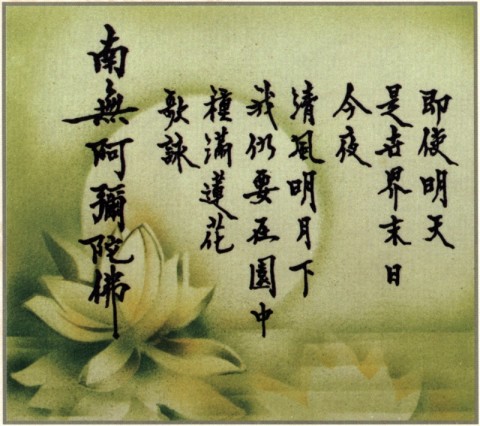 即使明天
是世界末日
今夜
清風明月下
我仍要在園中
種滿蓮花
歌詠
南無阿彌陀佛